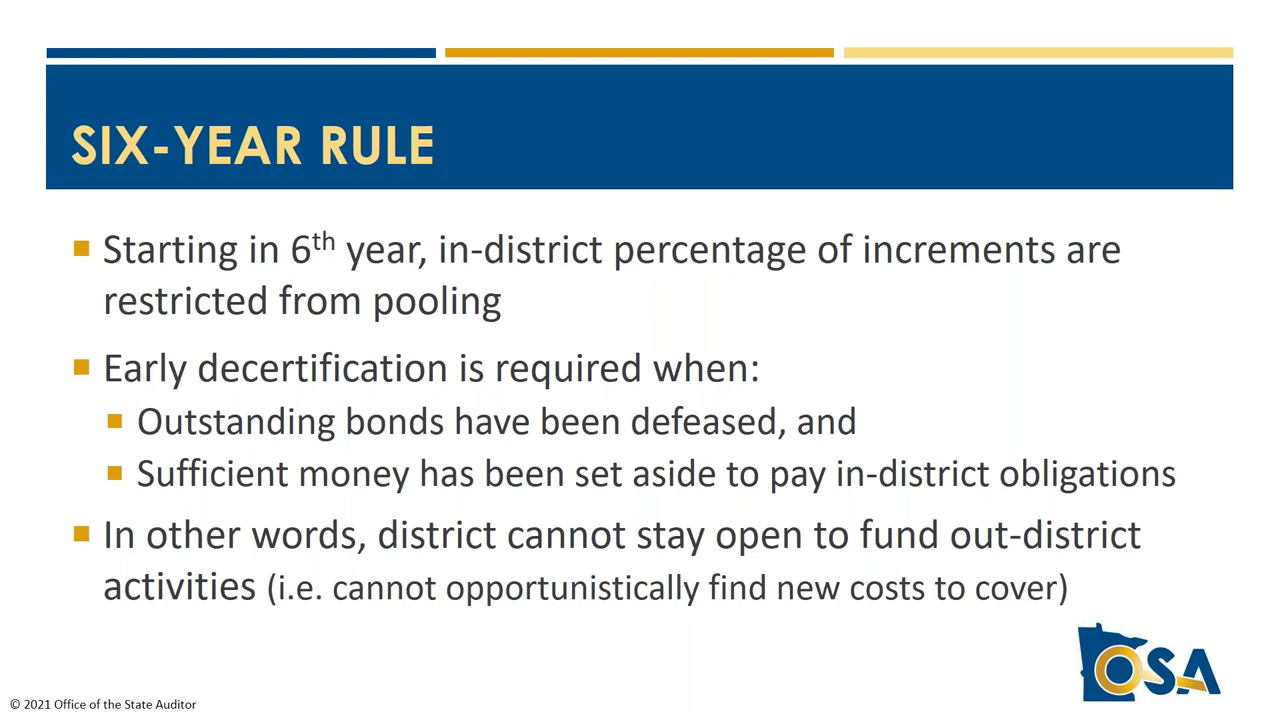 SIX-YEAR RULE
Starting in 6th year, in-district percentage of increments are
restricted from pooling
Early decertification is required when:
Outstanding bonds have been defeased, and
Sufficient money has been set aside to pay in-district obligations
In other words, district cannot stay open to fund out-district
activities (i.e. cannot opportunistically find new costs to cover)
OSA
© 2021 Office of the State Auditor